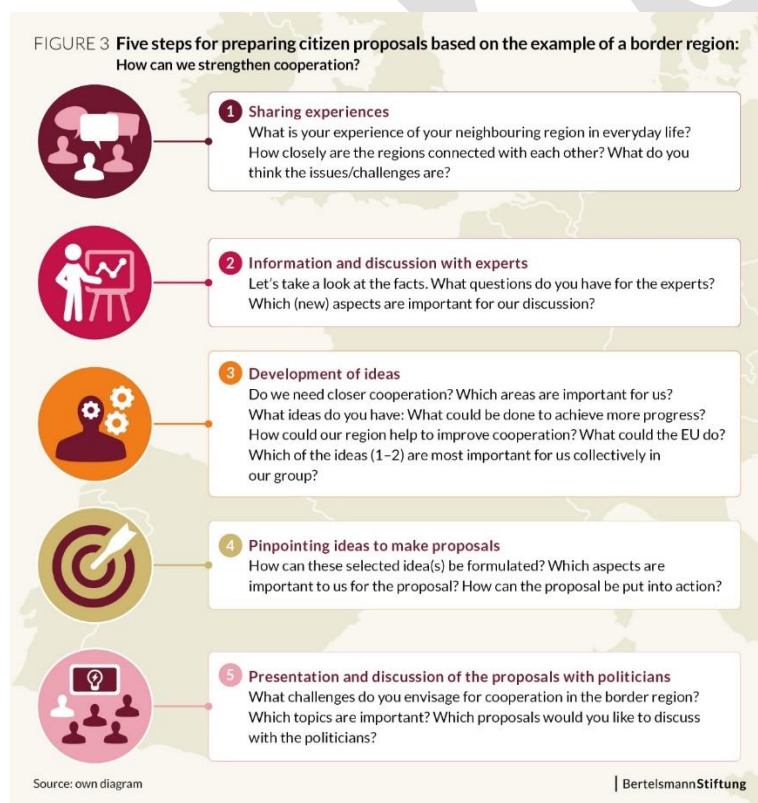 FIGURE 3 Five steps for preparing citizen proposals based on the example of a border region:
How can we strengthen cooperation?
1 Sharing experiences
What is your experience of your neighbouring region in everyday life?
How closely are the regions connected with each other? What do you
think the issues/challenges are?
2 Information and discussion with experts
Let's take a look at the facts. What questions do you have for the experts?
Which (new) aspects are important for our discussion?
3 Development of ideas
Do we need closer cooperation? Which areas are important for us?
What ideas do you have: What could be done to achieve more progress?
How could our region help to improve cooperation? What could the EU do?
Which of the ideas (1–2) are most important for us collectively in
our group?
4 Pinpointing ideas to make proposals
How can these selected idea(s) be formulated? Which aspects are
important to us for the proposal? How can the proposal be put into action?
5 Presentation and discussion of the proposals with politicians
What challenges do you envisage for cooperation in the border region?
Which topics are important? Which proposals would you like to discuss
with the politicians?
Source: own diagram
BertelsmannStiftung